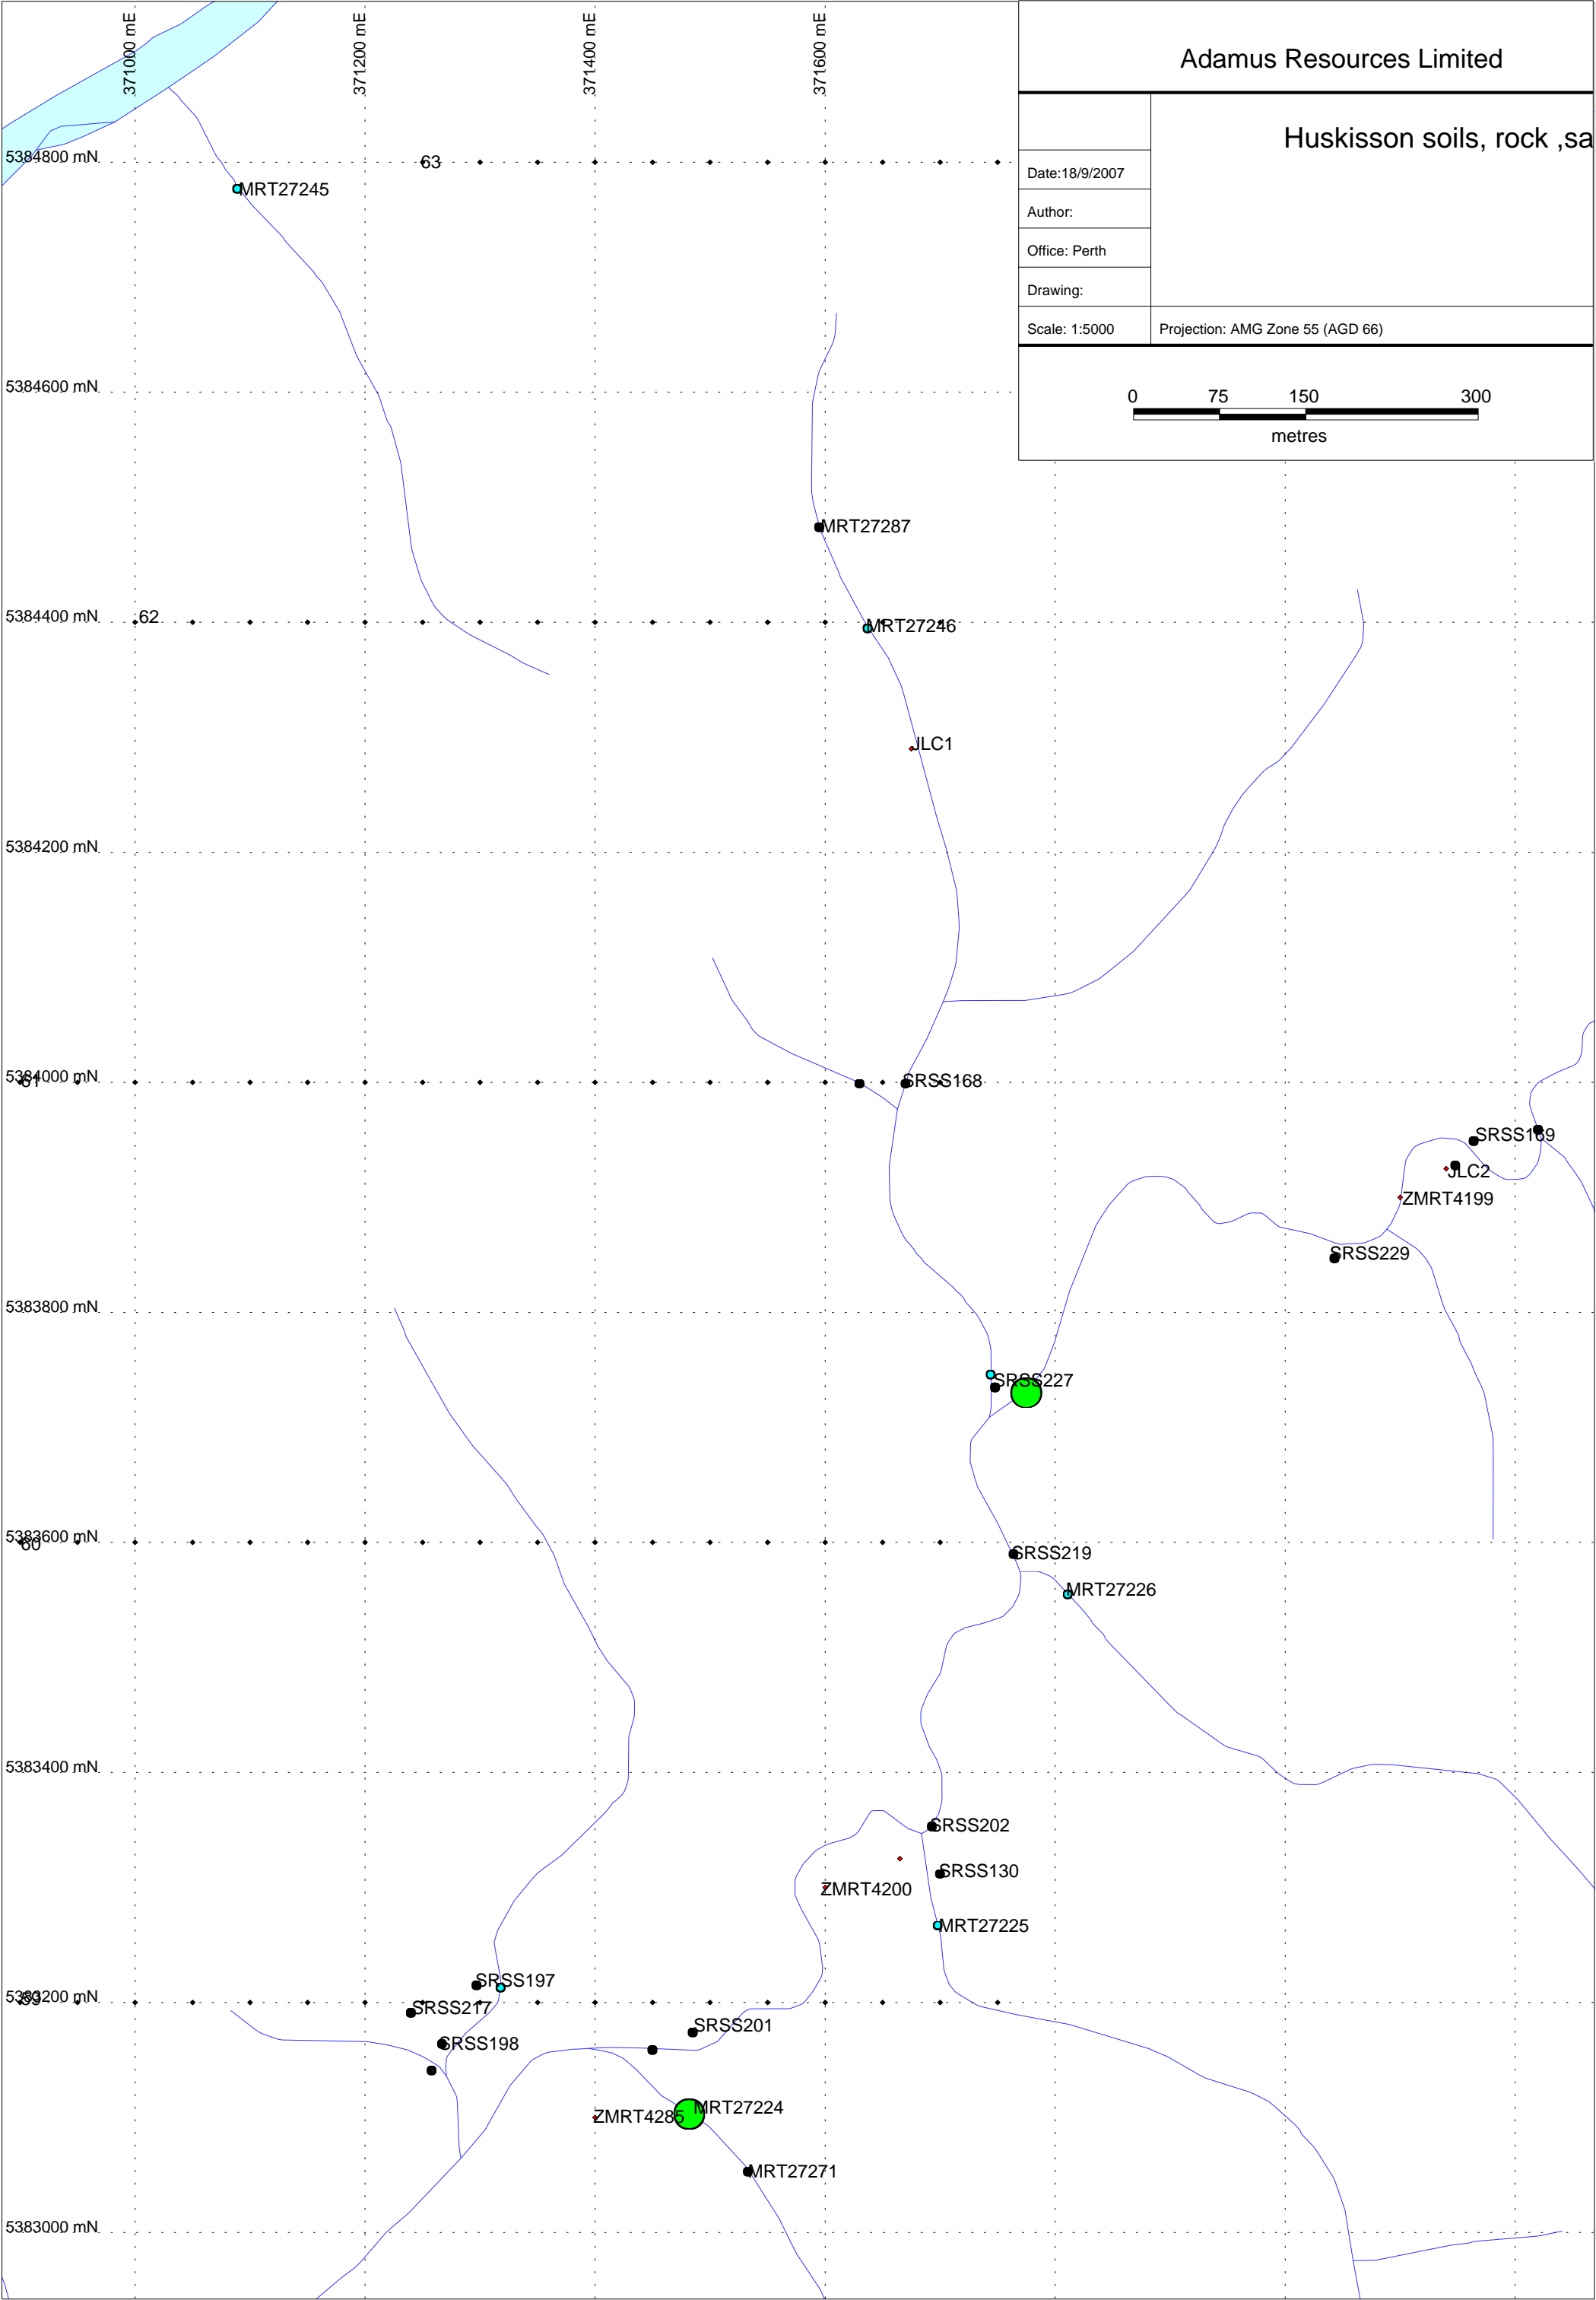 371000 mE
371200 mE
371400 mE
371600 mE
Adamus Resources Limited
Huskisson soils, rock ,sa
Date:18/9/2007
Author:
Office: Perth
Drawing:
Scale: 1:5000
Projection: AMG Zone 55 (AGD 66)
0 75 150 300
metres
5384800 mN
63
MRT27245
5384600 mN
MRT27287
5384400 mN
62
MRT27246
JLC1
5384200 mN
5384000 mN
61
SRSS168
SRSS169
JLC2
ZMRT4199
SRSS229
5383800 mN
SRSS227
5383600 mN
60
SRSS219
MRT27226
5383400 mN
SRSS202
SRSS130
ZMRT4200
MRT27225
SRSS197
5383200 mN
59
SRSS217
SRSS201
SRSS198
MRT27224
ZMRT4285
MRT27271
5383000 mN